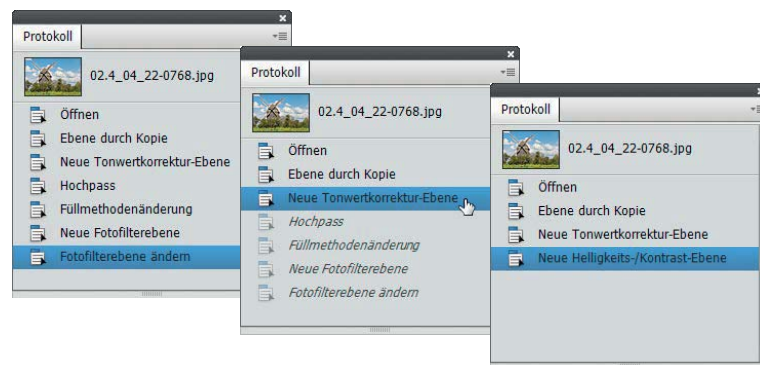 Protokoll
02.4_04_22-0768.jpg
Öffnen
Ebene durch Kopie
Neue Tonwertkorrektur-Ebene
Hochpass
Füllmethodenänderung
Neue Fotofilterebene
Fotofilterebene ändern
Protokoll
02.4_04_22-0768.jpg
Öffnen
Ebene durch Kopie
Neue Tonwertkorrektur-Ebene
Hochpass
Füllmethodenänderung
Neue Fotofilterebene
Fotofilterebene ändern
Protokoll
02.4_04_22-0768.jpg
Öffnen
Ebene durch Kopie
Neue Tonwertkorrektur-Ebene
Neue Helligkeits-/Kontrast-Ebene